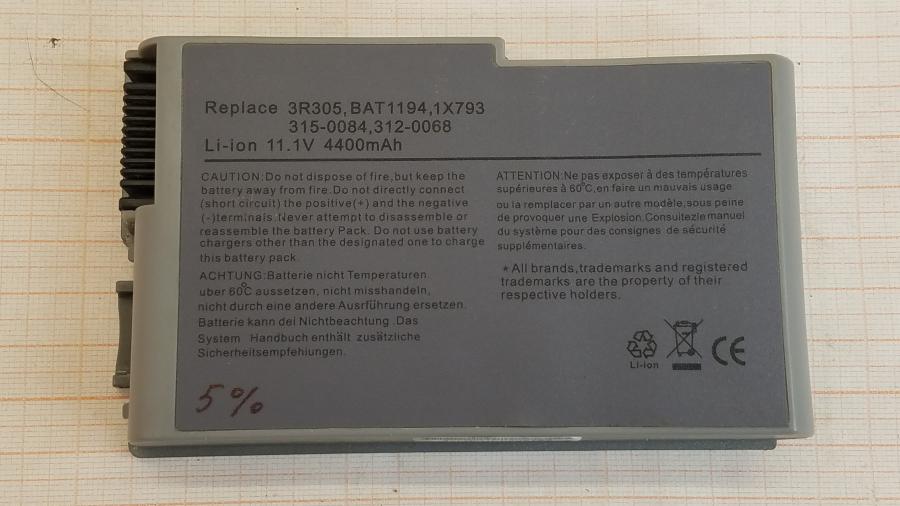 Replace 3R305,BAT1194,1X793
315-0084,312-0068
Li-ion 11.1V 4400mAh
CAUTION:Do not dispose of fire,but keep the
battery away from fire.Do not directly connect
(short circuit) the positive(+) and the negative
(-)terminals.Never attempt to disassemble or
reassemble the battery Pack. Do not use battery
chargers other than the designated one to charge
this battery pack.
ACHTUNG:Batterie nicht Temperaturen.
uber 60°C aussetzen, nicht misshandeln,
nicht durch eine andere Ausrführung ersetzen.
Batterie kann dei Nichtbeachtung .Das
System Handbuch enthält zusätzliche
Sicherheitsempfehiungen.
ATTENTION:Ne pas exposer à des températures
supérieures à 60°C,en faire un mauvais usage
ou la remplacer par un autre modèle,sous peine
de provoquer une Explosion.Consultezle manuel
du système pour des consignes de sécurité
supplémentaires.
*All brands,trademarks and registered
trademarks are the property of their
respective holders.
Li-ion
CE
5%